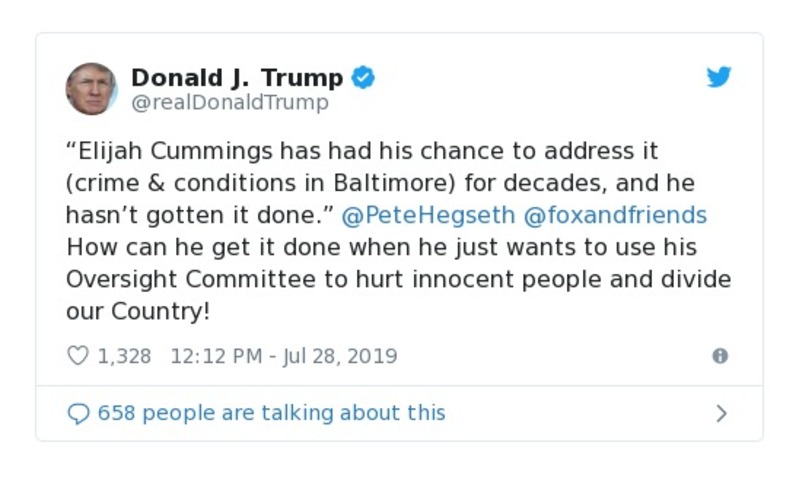 Donald J. Trump
@realDonaldTrump
“Elijah Cummings has had his chance to address it
(crime & conditions in Baltimore) for decades, and he
hasn’t gotten it done.” @PeteHegseth @foxandfriends
How can he get it done when he just wants to use his
Oversight Committee to hurt innocent people and divide
our Country!
1,328 12:12 PM - Jul 28, 2019
658 people are talking about this